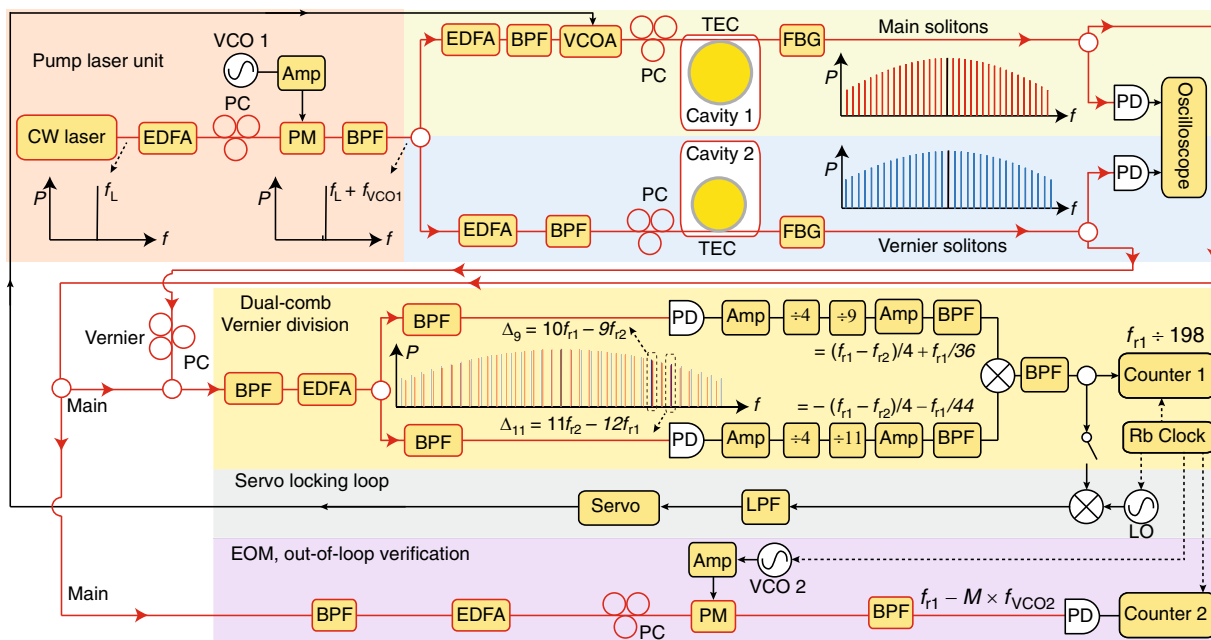 Pump laser unit
VCO 1
Amp
PC
CW laser
EDFA
PM
BPF
P
f_L
f
P
f_L + f_VCO1
f
EDFA
BPF
VCOA
PC
TEC
Cavity 1
FBG
Main solitons
P
f
PD
Oscilloscope
EDFA
BPF
PC
Cavity 2
TEC
FBG
Vernier solitons
P
f
PD
Vernier
PC
Main
Dual-comb
Vernier division
BPF
EDFA
BPF
BPF
Δ_9 = 10f_r1 − 9f_r2
P
f
Δ_11 = 11f_r2 − 12f_r1
PD
Amp
÷4
÷9
Amp
BPF
= (f_r1 − f_r2)/4 + f_r1/36
= − (f_r1 − f_r2)/4 − f_r1/44
PD
Amp
÷4
÷11
Amp
BPF
BPF
f_r1 ÷ 198
Counter 1
Rb Clock
Servo locking loop
Servo
LPF
LO
EOM, out-of-loop verification
Main
BPF
EDFA
PC
Amp
VCO 2
PM
BPF
f_r1 − M × f_VCO2
PD
Counter 2